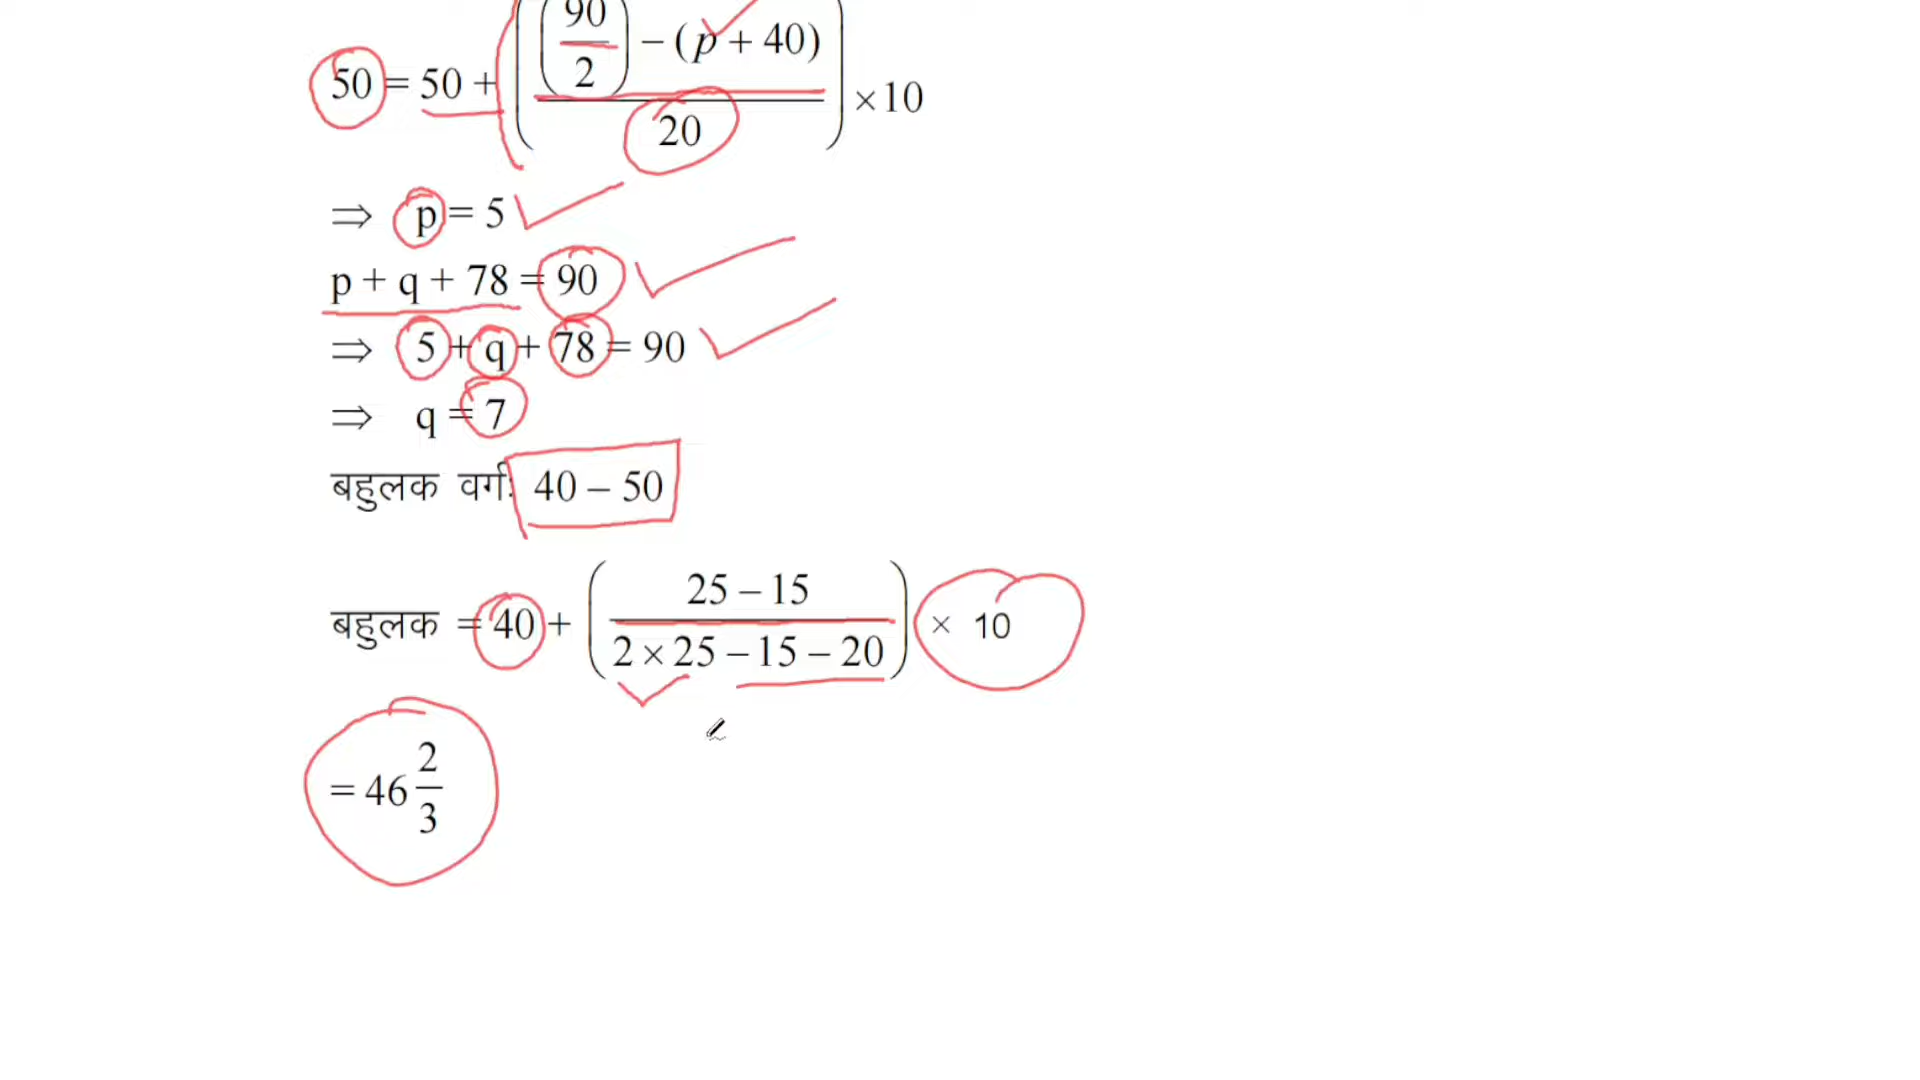 50 = 50 + ((90/2) − (p + 40) / 20) ×10
⇒ p = 5
p + q + 78 = 90
⇒ 5 + q + 78 = 90
⇒ q = 7
बहुलक वर्ग: 40 – 50
बहुलक = 40 + (25 – 15 / 2 × 25 – 15 – 20) × 10
= 46 2/3